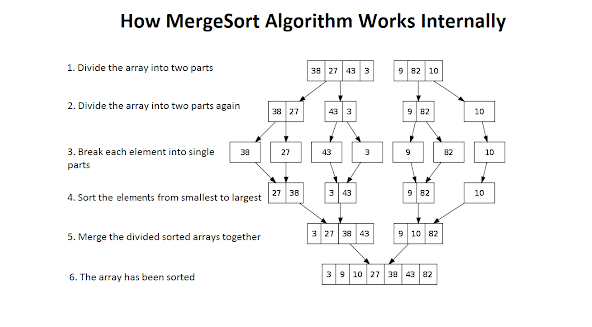 How MergeSort Algorithm Works Internally
1. Divide the array into two parts
38 27 43 3 9 82 10
2. Divide the array into two parts again
38 27 43 3 9 82 10
3. Break each element into single
parts
38 27 43 3 9 82 10
4. Sort the elements from smallest to largest
27 38 3 43 9 82 10
5. Merge the divided sorted arrays together
3 27 38 43 9 10 82
6. The array has been sorted
3 9 10 27 38 43 82